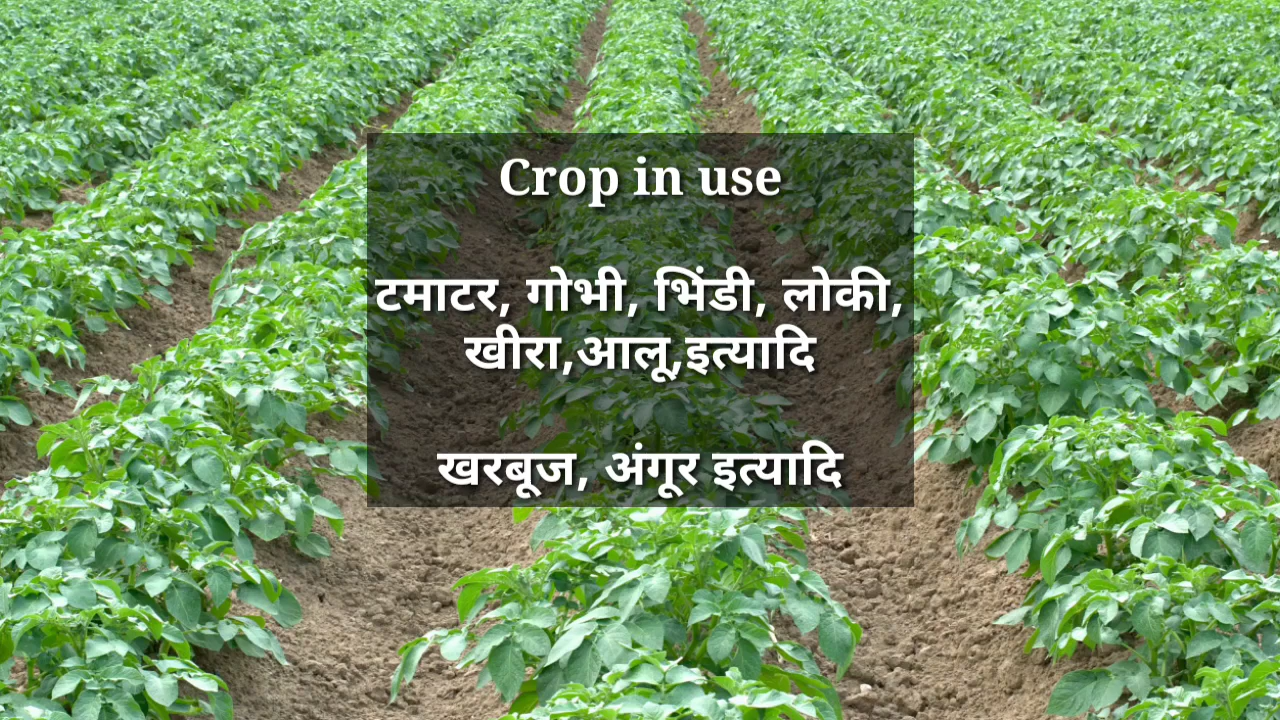 Crop in use
टमाटर, गोभी, भिंडी, लोकी,
खीरा,आलू,इत्यादि
खरबूज, अंगूर इत्यादि